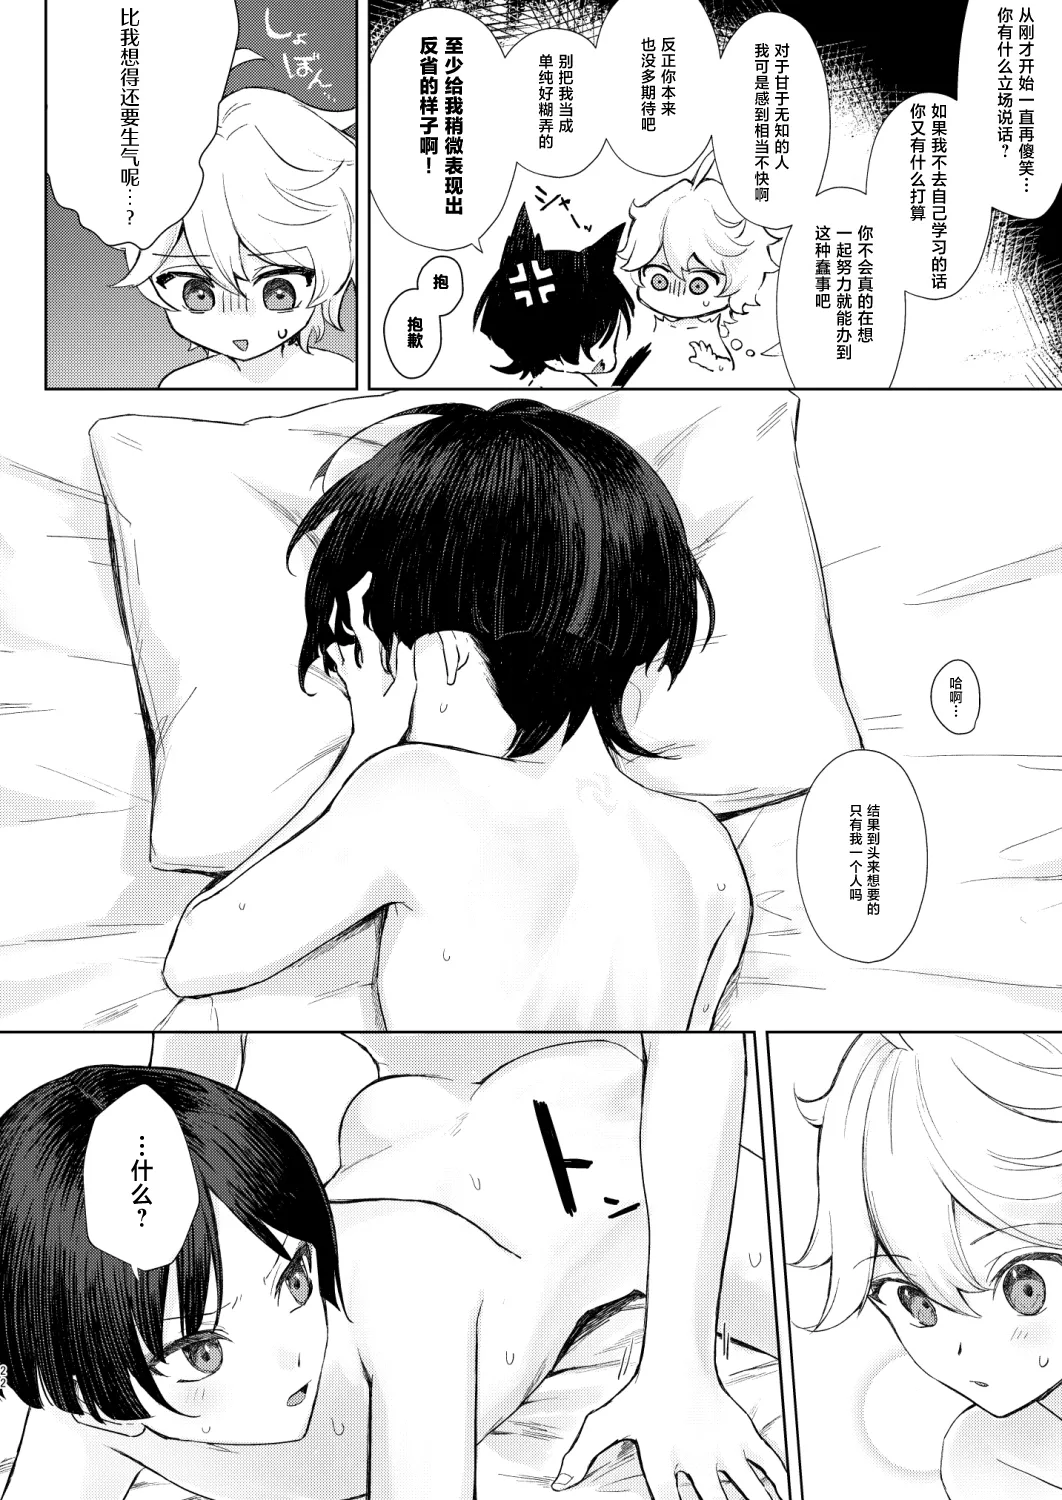 从刚才开始一直再傻笑…
你有什么立场说话？
如果我不去自己学习的话
你又有什么打算
你不会真的在想
一起努力就能办到
这种蠢事吧
对于甘于无知的人
我可是感到相当不快啊
反正你本来
也没多期待吧
别把我当成
单纯好糊弄的
至少给我稍微表现出
反省的样子啊！
シャーッ
抱
抱歉
しょぼん…
比我想得还要生气呢…？
哈啊…
结果到头来想要的
只有我一个人吗
トン
…什么？
22